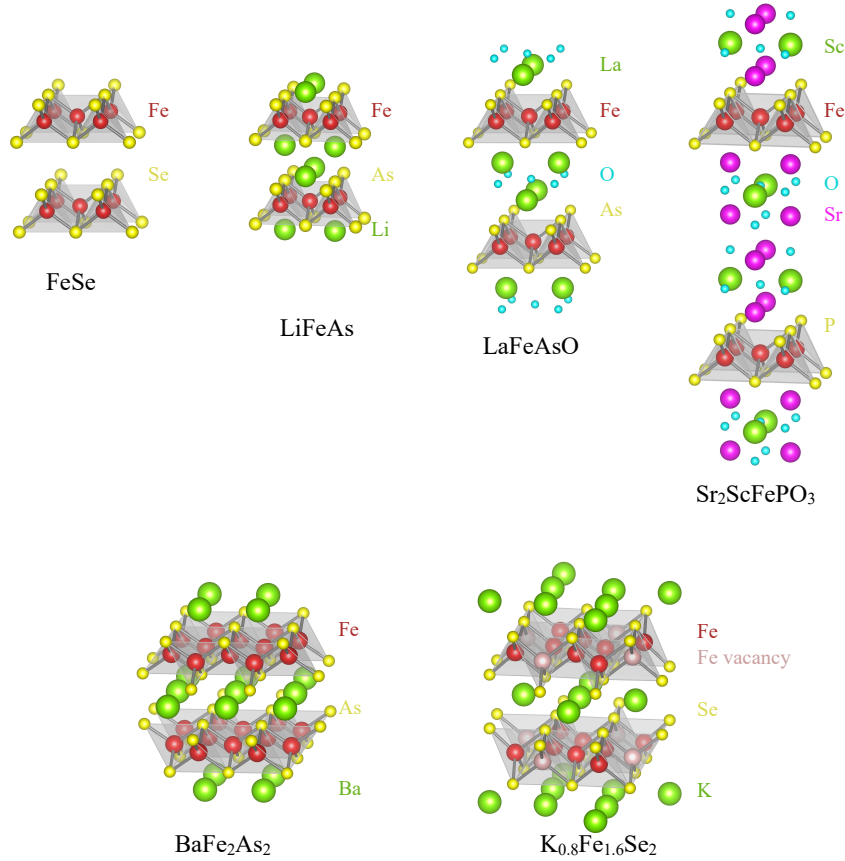 Fe
Se
FeSe
Fe
As
Li
LiFeAs
La
Fe
O
As
LaFeAsO
Sc
Fe
O
Sr
P
Sr₂ScFePO₃
Fe
As
Ba
BaFe₂As₂
Fe
Fe vacancy
Se
K
K₀.₈Fe₁.₆Se₂